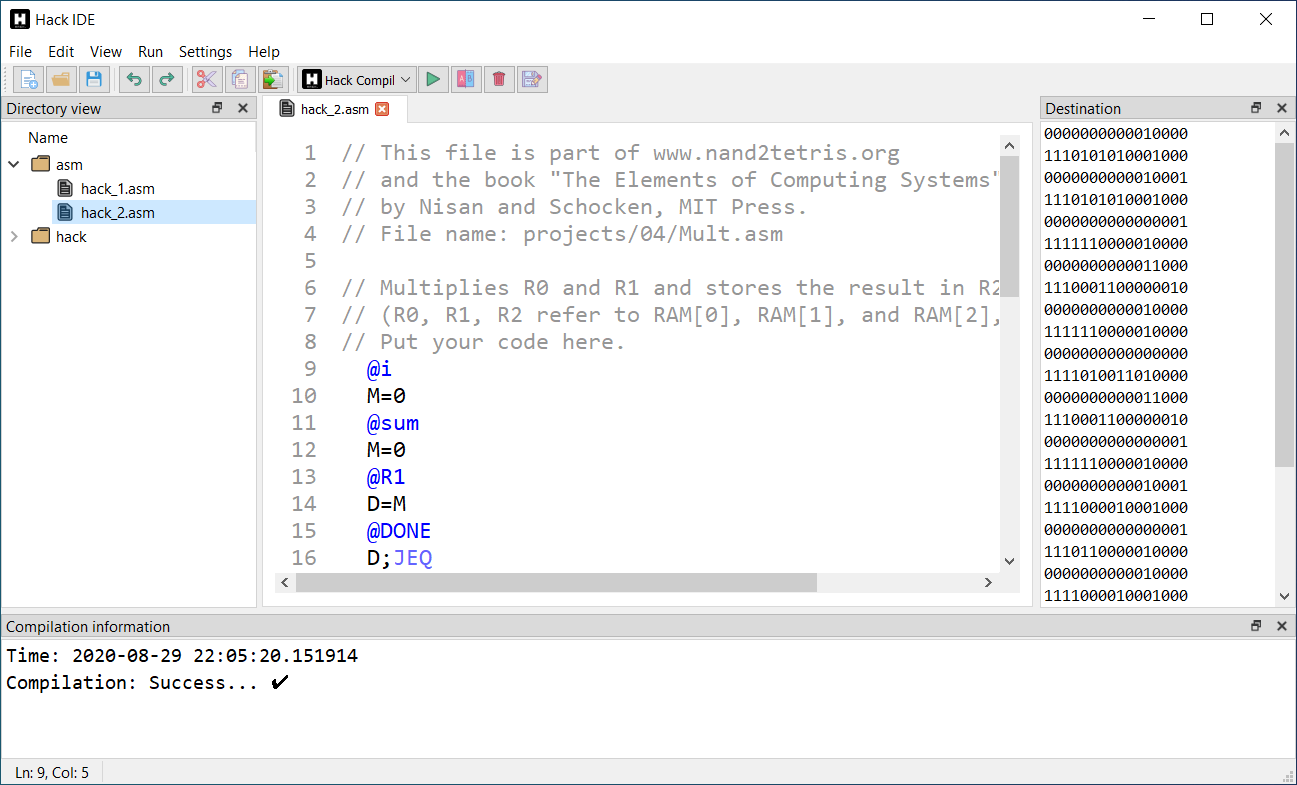 Hack IDE
File Edit View Run Settings Help
Hack Compil
Directory view
Name
asm
hack_1.asm
hack_2.asm
hack
hack_2.asm
1 // This file is part of www.nand2tetris.org
2 // and the book "The Elements of Computing Systems"
3 // by Nisan and Schocken, MIT Press.
4 // File name: projects/04/Mult.asm
5
6 // Multiplies R0 and R1 and stores the result in R2
7 // (R0, R1, R2 refer to RAM[0], RAM[1], and RAM[2],
8 // Put your code here.
9 @i
10 M=0
11 @sum
12 M=0
13 @R1
14 D=M
15 @DONE
16 D;JEQ
Destination
0000000000010000
1110101010001000
0000000000010001
1110101010001000
0000000000000001
1111110000010000
0000000000011000
1110001100000010
0000000000010000
1111110000010000
0000000000000000
1111010011010000
0000000000011000
1110001100000010
0000000000000001
1111110000010000
0000000000010001
1111000010001000
0000000000000001
1110110000010000
0000000000010000
1111000010001000
Compilation information
Time: 2020-08-29 22:05:20.151914
Compilation: Success... ✔
Ln: 9, Col: 5